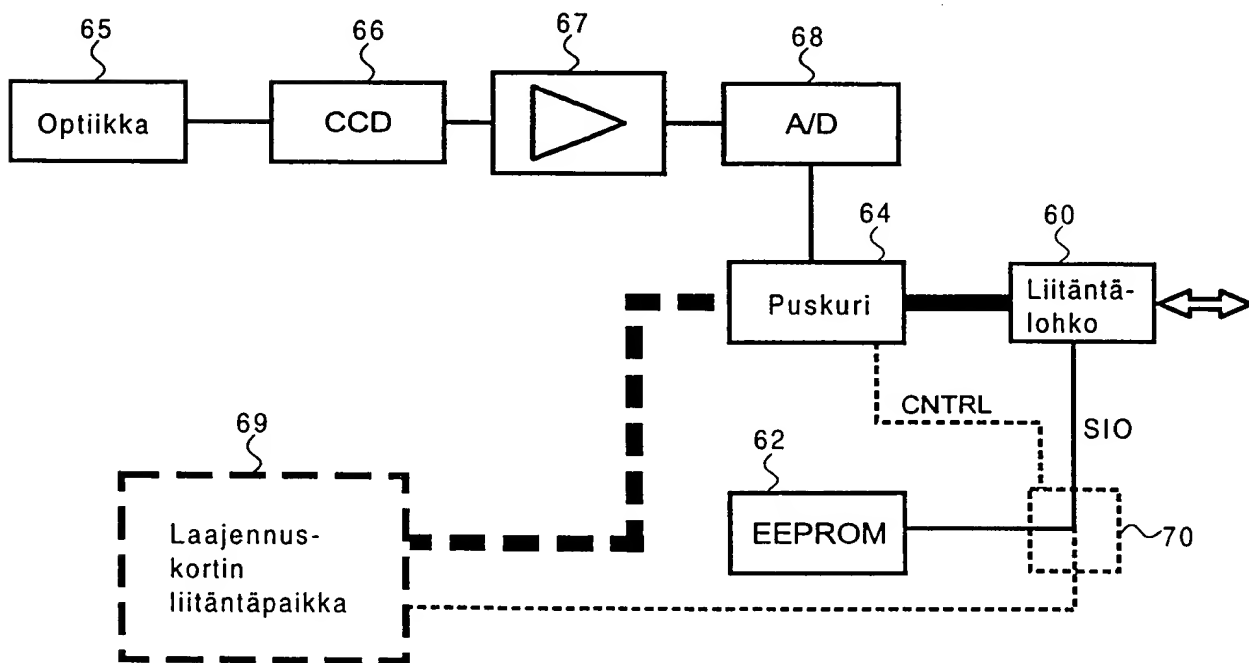 65
66
67
68
Optiikka
CCD
A/D
64
60
Puskuri
Liitäntä-
lohko
CNTRL
SIO
69
62
Laajennus-
kortin
liitäntäpaikka
EEPROM
70